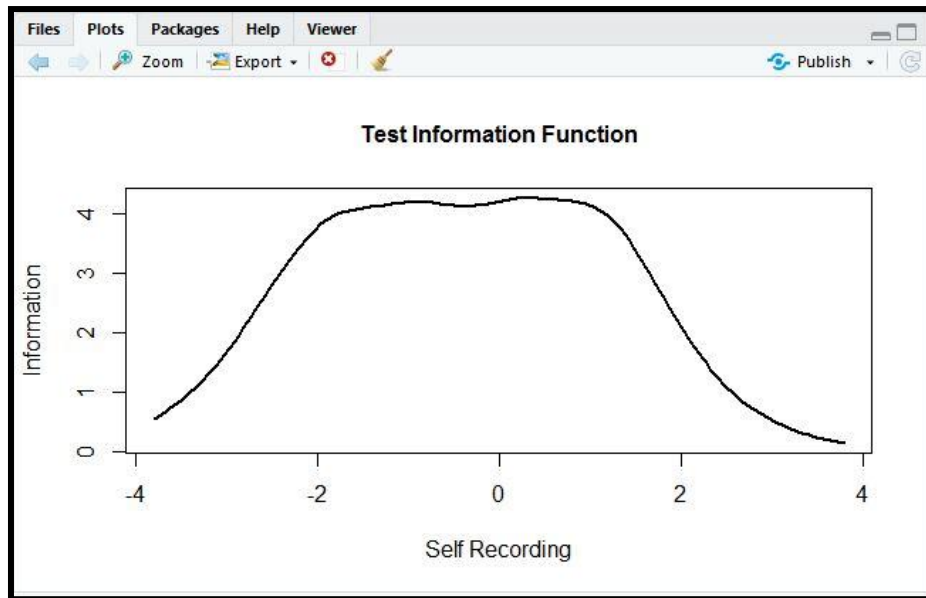 Files Plots Packages Help Viewer
Zoom Export Publish
Test Information Function
4
3
2
1
0
Information
-4 -2 0 2 4
Self Recording